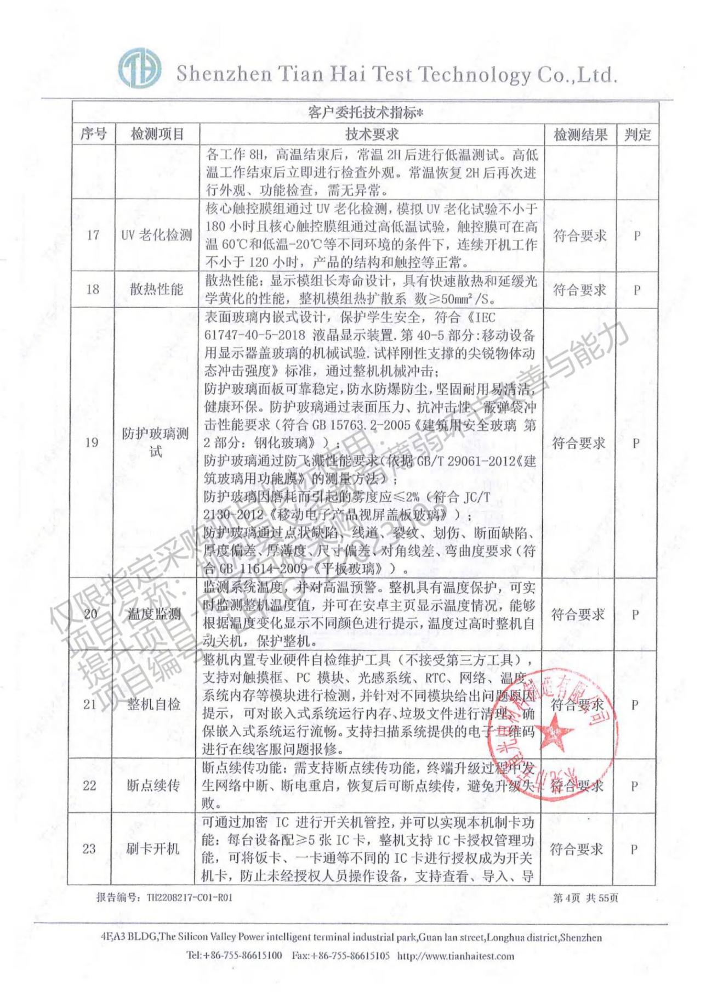 TH
Shenzhen Tian Hai Test Technology Co.,Ltd.
客户委托技术指标*
序号 检测项目 技术要求 检测结果 判定
各工作 8H，高温结束后，常温 2H 后进行低温测试。高低
温工作结束后立即进行检查外观。常温恢复 2H 后再次进
行外观、功能检查，需无异常。
17 UV 老化检测 符合要求 P
核心触控膜组通过 UV 老化检测，模拟 UV 老化试验不小于
180 小时且核心触控膜组通过高低温试验，触控膜可在高
温 60℃和低温-20℃等不同环境的条件下，连续开机工作
不小于 120 小时，产品的结构和触控等正常。
18 散热性能 符合要求 P
散热性能：显示模组长寿命设计，具有快速散热和延缓光
学黄化的性能，整机模组热扩散系 数≥50mm²/S。
19 防护玻璃测 符合要求 P
试
表面玻璃内嵌式设计，保护学生安全，符合《IEC
61747-40-5-2018 液晶显示装置.第 40-5 部分:移动设备
用显示器盖玻璃的机械试验.试样刚性支撑的尖锐物体动
态冲击强度》标准，通过整机机械冲击；
防护玻璃面板可靠稳定，防水防爆防尘，坚固耐用易清洁，
健康环保。防护玻璃通过表面压力、抗冲击性、霰弹袋冲
击性能要求（符合 GB 15763.2-2005《建筑用安全玻璃 第
2 部分：钢化玻璃》）；
防护玻璃通过防飞溅性能要求（依据 GB/T 29061-2012《建
筑玻璃用功能膜》的测量方法）；
防护玻璃因磨耗而引起的雾度应≤2%（符合 JC/T
2130-2012《移动电子产品视屏盖板玻璃》）；
防护玻璃通过点状缺陷、线道、裂纹、划伤、断面缺陷、
厚度偏差、厚薄度、尺寸偏差、对角线差、弯曲度要求（符
合 GB 11614-2009《平板玻璃》）。
20 温度监测 符合要求 P
监测系统温度，并对高温预警。整机具有温度保护，可实
时监测整机温度值，并可在安卓主页显示温度情况，能够
根据温度变化显示不同颜色进行提示，温度过高时整机自
动关机，保护整机。
21 整机自检 符合要求 P
整机内置专业硬件自检维护工具（不接受第三方工具），
支持对触摸框、PC 模块、光感系统、RTC、网络、温度、
系统内存等模块进行检测，并针对不同模块给出问题原因
提示，可对嵌入式系统运行内存、垃圾文件进行清理，确
保嵌入式系统运行流畅。支持扫描系统提供的电子二维码
进行在线客服问题报修。
22 断点续传 符合要求 P
断点续传功能：需支持断点续传功能，终端升级过程中发
生网络中断、断电重启，恢复后可断点续传，避免升级失
败。
23 刷卡开机 符合要求 P
可通过加密 IC 进行开关机管控，并可以实现本机制卡功
能：每台设备配≥5 张 IC 卡，整机支持 IC 卡授权管理功
能，可将饭卡、一卡通等不同的 IC 卡进行授权成为开关
机卡，防止未经授权人员操作设备，支持查看、导入、导
仅限指定采购项目投标使用：
义务教育薄弱环节改善与能力
提升项目
项目编号
报告编号：TH2208217-C01-R01
第 4页 共 55页
4F,A3 BLDG,The Silicon Valley Power intelligent terminal industrial park,Guan lan street,Longhua district,Shenzhen
Tel:+86-755-86615100 Fax:+86-755-86615105 http://www.tianhaitest.com